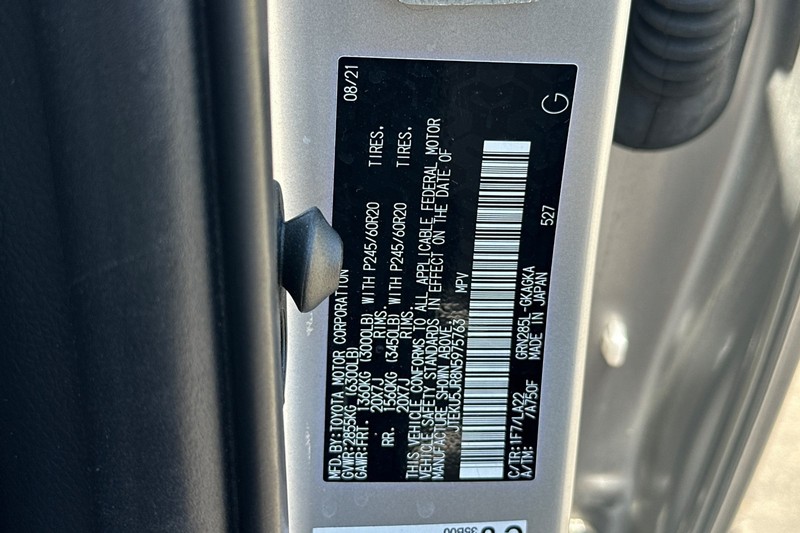 08/21
MFD.BY:TOYOTA MOTOR CORPORATION
GVWR:2855KG (6300LB)
GAWR:FRT. 1360KG (3000LB) WITH P245/60R20 TIRES.
20X7J RIMS.
RR. 1560KG (3450LB) WITH P245/60R20 TIRES.
20X7J RIMS.
THIS VEHICLE CONFORMS TO ALL APPLICABLE FEDERAL MOTOR
VEHICLE SAFETY STANDARDS IN EFFECT ON THE DATE OF
MANUFACTURE SHOWN ABOVE.
JTEKU5JR8N5975763 MPV
C/TR:1F7/LA22 GRN285L-GKAGKA 527
A/TM: /A750F MADE IN JAPAN
G
35B00